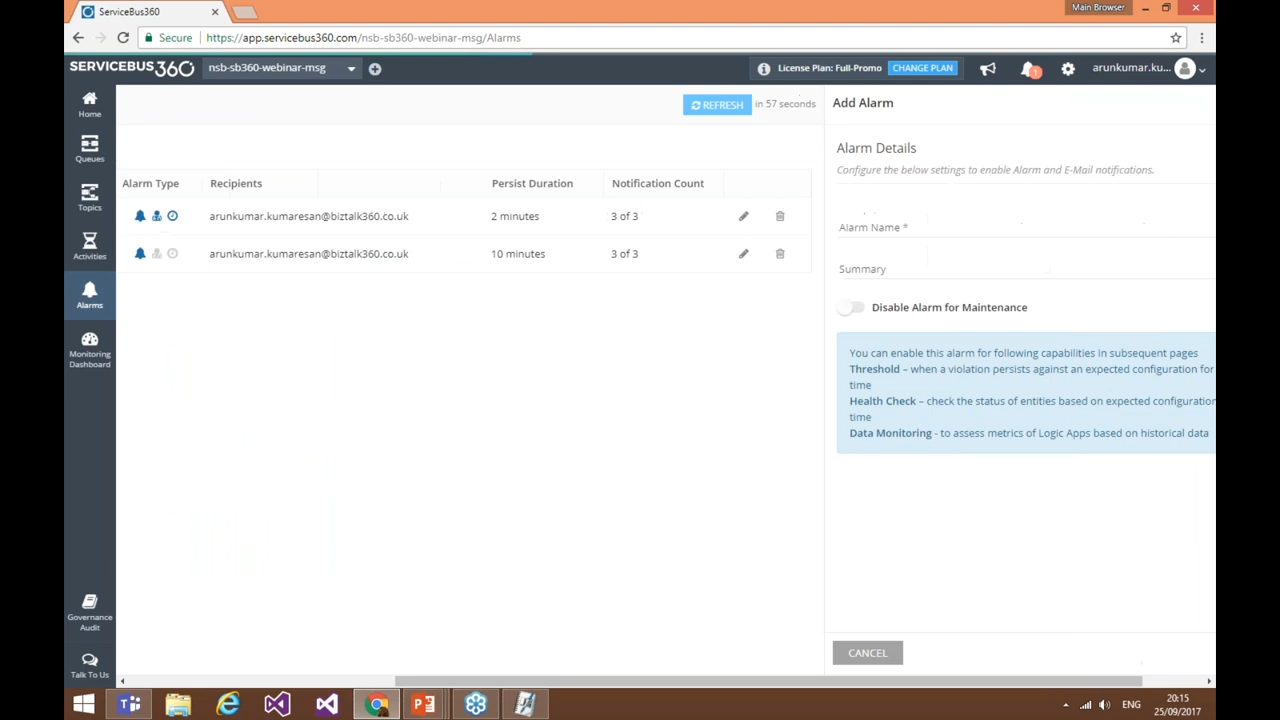 ServiceBus360
Main Browser
Secure
https://app.servicebus360.com/nsb-sb360-webinar-msg/Alarms
SERVICEBUS360
nsb-sb360-webinar-msg
License Plan: Full-Promo
CHANGE PLAN
1
arunkumar.ku...
Home
Queues
Topics
Activities
Alarms
Monitoring
Dashboard
Governance
Audit
Talk To Us
REFRESH in 57 seconds
Alarm Type Recipients Persist Duration Notification Count
arunkumar.kumaresan@biztalk360.co.uk 2 minutes 3 of 3
arunkumar.kumaresan@biztalk360.co.uk 10 minutes 3 of 3
Add Alarm
Alarm Details
Configure the below settings to enable Alarm and E-Mail notifications.
Alarm Name *
Summary
Disable Alarm for Maintenance
You can enable this alarm for following capabilities in subsequent pages
Threshold – when a violation persists against an expected configuration for
time
Health Check – check the status of entities based on expected configuration
time
Data Monitoring - to assess metrics of Logic Apps based on historical data
CANCEL
ENG
20:15
25/09/2017